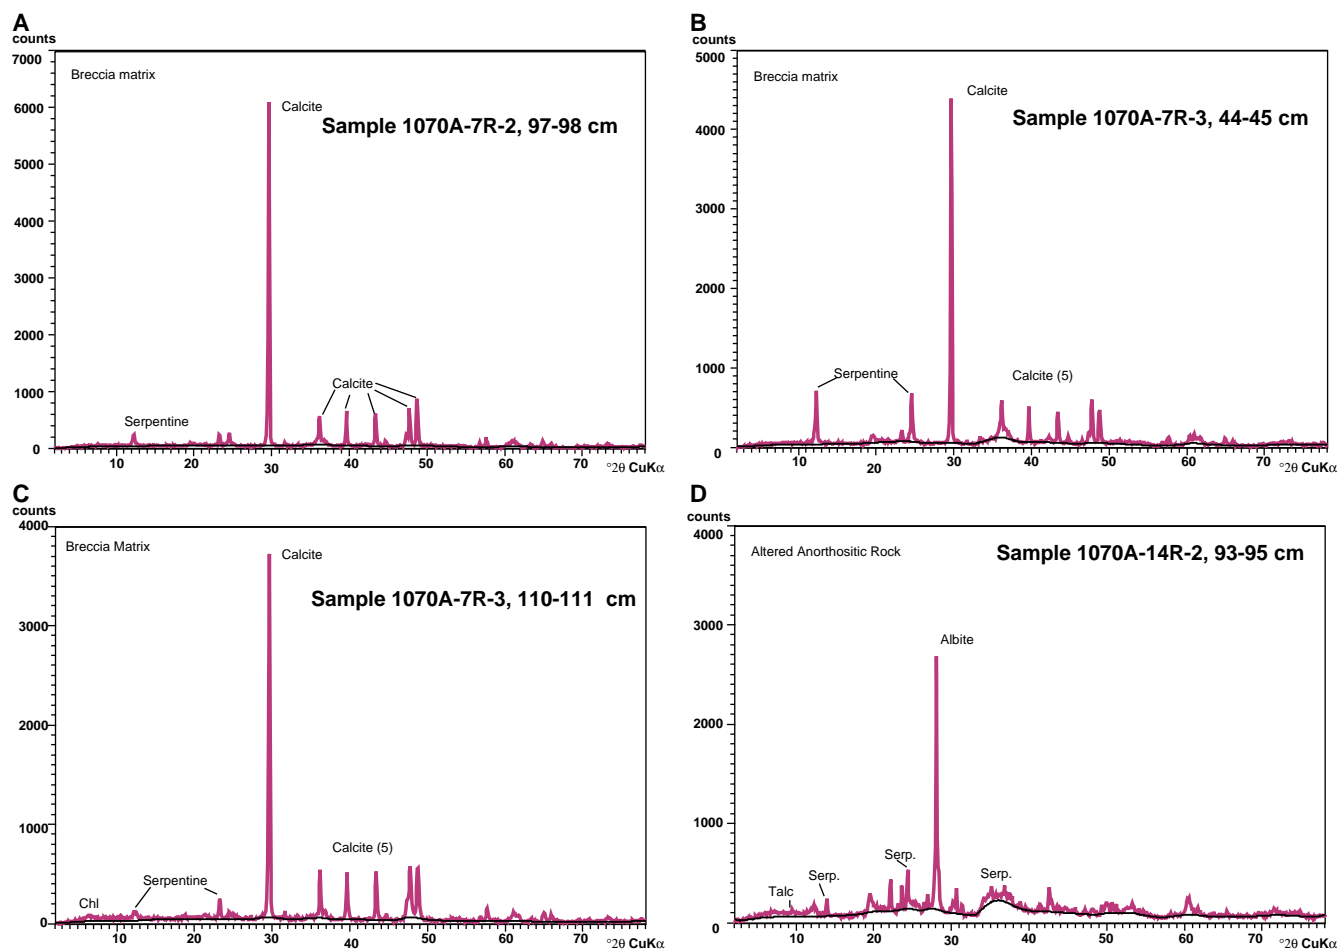 A
counts
7000
Breccia matrix
6000
Calcite
Sample 1070A-7R-2, 97-98 cm
5000
4000
3000
2000
1000
Calcite
Serpentine
0
10 20 30 40 50 60 70 °2θ CuKα
B
counts
5000
Breccia matrix
Calcite
4000
Sample 1070A-7R-3, 44-45 cm
3000
2000
1000
Serpentine
Calcite (5)
0
10 20 30 40 50 60 70 °2θ CuKα
C
counts
4000
Breccia Matrix
Calcite
Sample 1070A-7R-3, 110-111 cm
3000
2000
1000
Calcite (5)
Serpentine
Chl
0
10 20 30 40 50 60 70 °2θ CuKα
D
counts
4000
Altered Anorthositic Rock
Sample 1070A-14R-2, 93-95 cm
3000
Albite
2000
1000
Serp.
Serp.
Serp.
Talc
0
10 20 30 40 50 60 70 °2θ CuKα